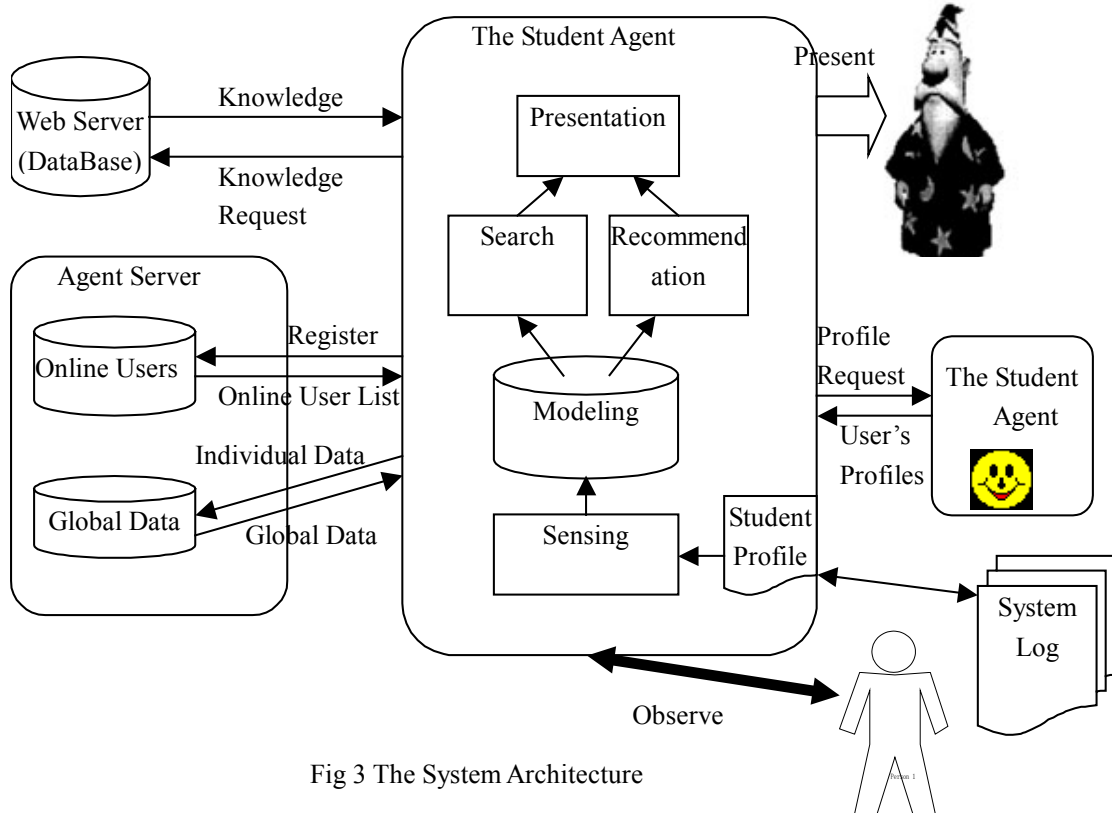 The Student Agent
Present
Knowledge
Web Server
(DataBase)
Knowledge
Request
Presentation
Search
Recommend
ation
Agent Server
Online Users
Register
Online User List
Modeling
Individual Data
Global Data
Global Data
Sensing
Student
Profile
Profile
Request
The Student
Agent
User's
Profiles
System
Log
Observe
Person 1
Fig 3 The System Architecture